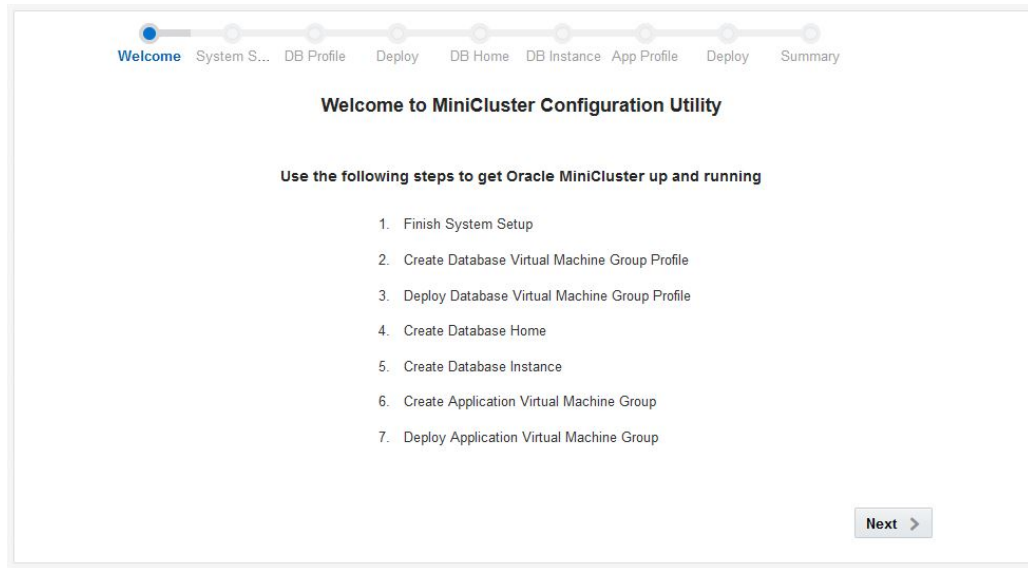 Welcome System S... DB Profile Deploy DB Home DB Instance App Profile Deploy Summary
Welcome to MiniCluster Configuration Utility
Use the following steps to get Oracle MiniCluster up and running
1. Finish System Setup
2. Create Database Virtual Machine Group Profile
3. Deploy Database Virtual Machine Group Profile
4. Create Database Home
5. Create Database Instance
6. Create Application Virtual Machine Group
7. Deploy Application Virtual Machine Group
Next >